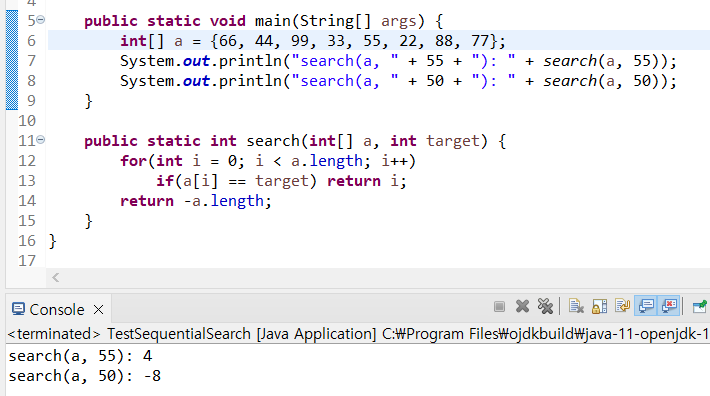 4
5 public static void main(String[] args) {
6 int[] a = {66, 44, 99, 33, 55, 22, 88, 77};
7 System.out.println("search(a, " + 55 + "): " + search(a, 55));
8 System.out.println("search(a, " + 50 + "): " + search(a, 50));
9 }
10
11 public static int search(int[] a, int target) {
12 for(int i = 0; i < a.length; i++)
13 if(a[i] == target) return i;
14 return -a.length;
15 }
16 }
17
Console
<terminated> TestSequentialSearch [Java Application] C:₩Program Files₩ojdkbuild₩java-11-openjdk-1
search(a, 55): 4
search(a, 50): -8